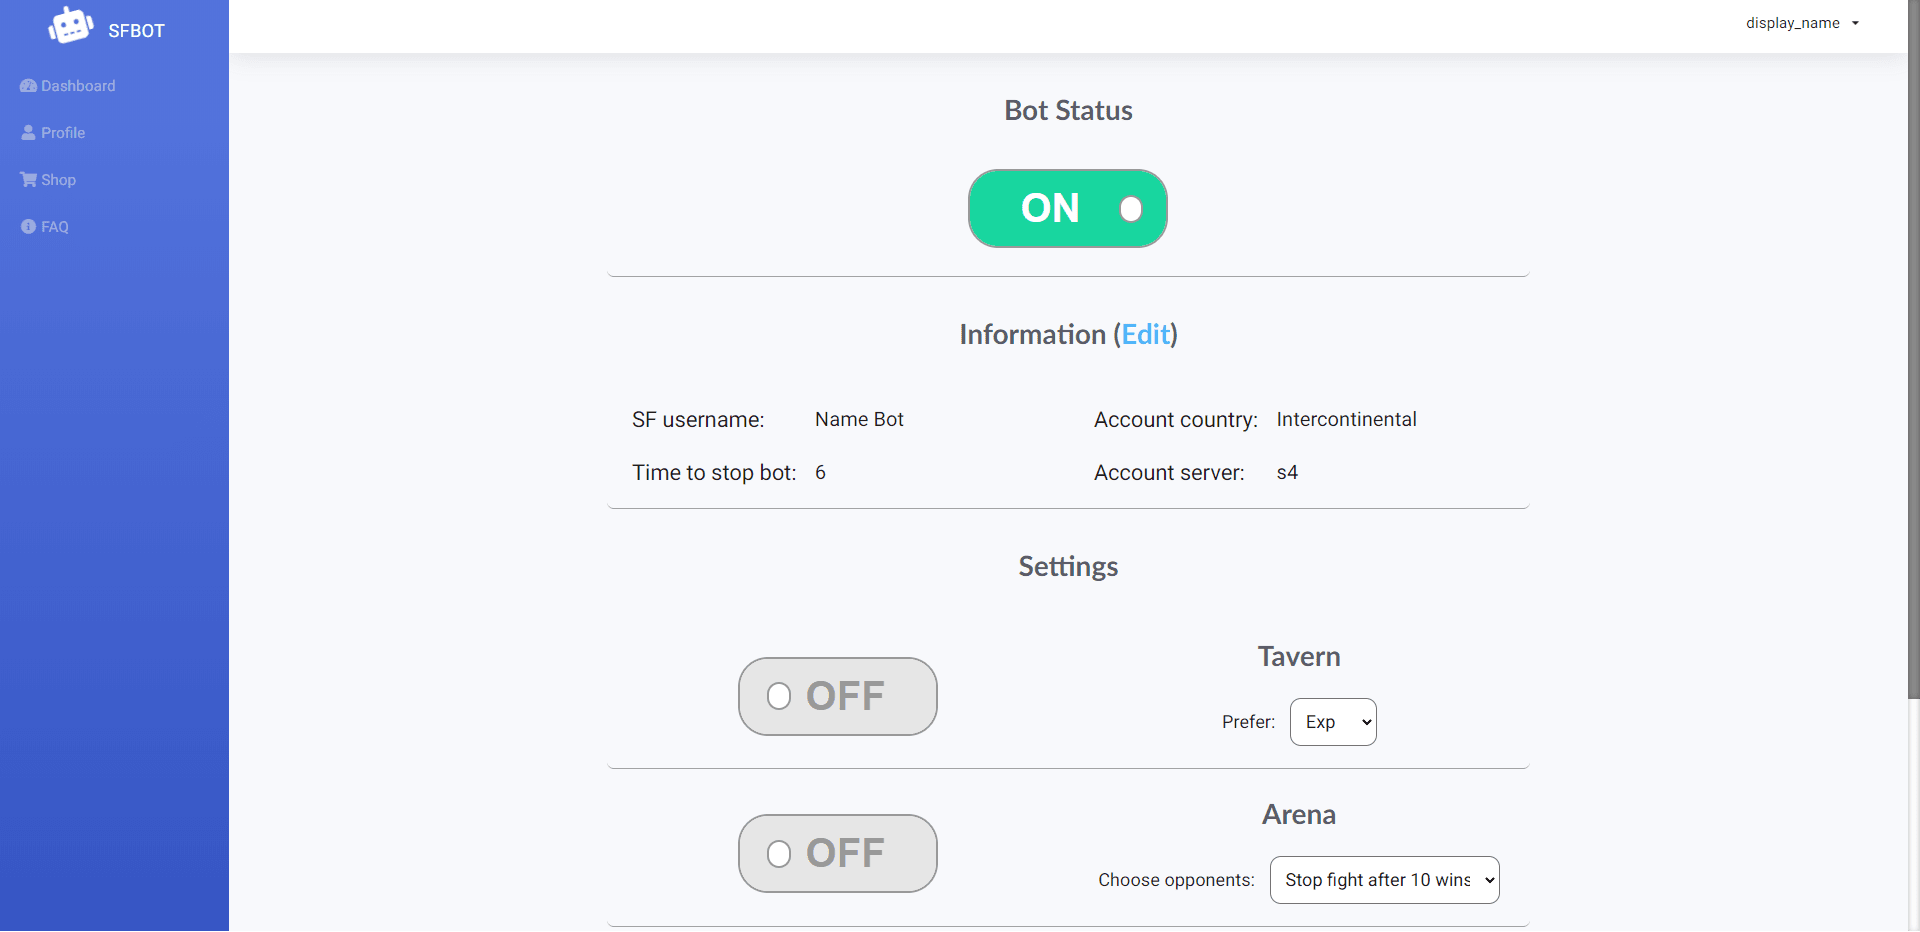 SFBOT
display_name
Dashboard
Profile
Shop
FAQ
Bot Status
ON
Information (Edit)
SF username: Name Bot Account country: Intercontinental
Time to stop bot: 6 Account server: s4
Settings
OFF
Tavern
Prefer: Exp
OFF
Arena
Choose opponents: Stop fight after 10 wins